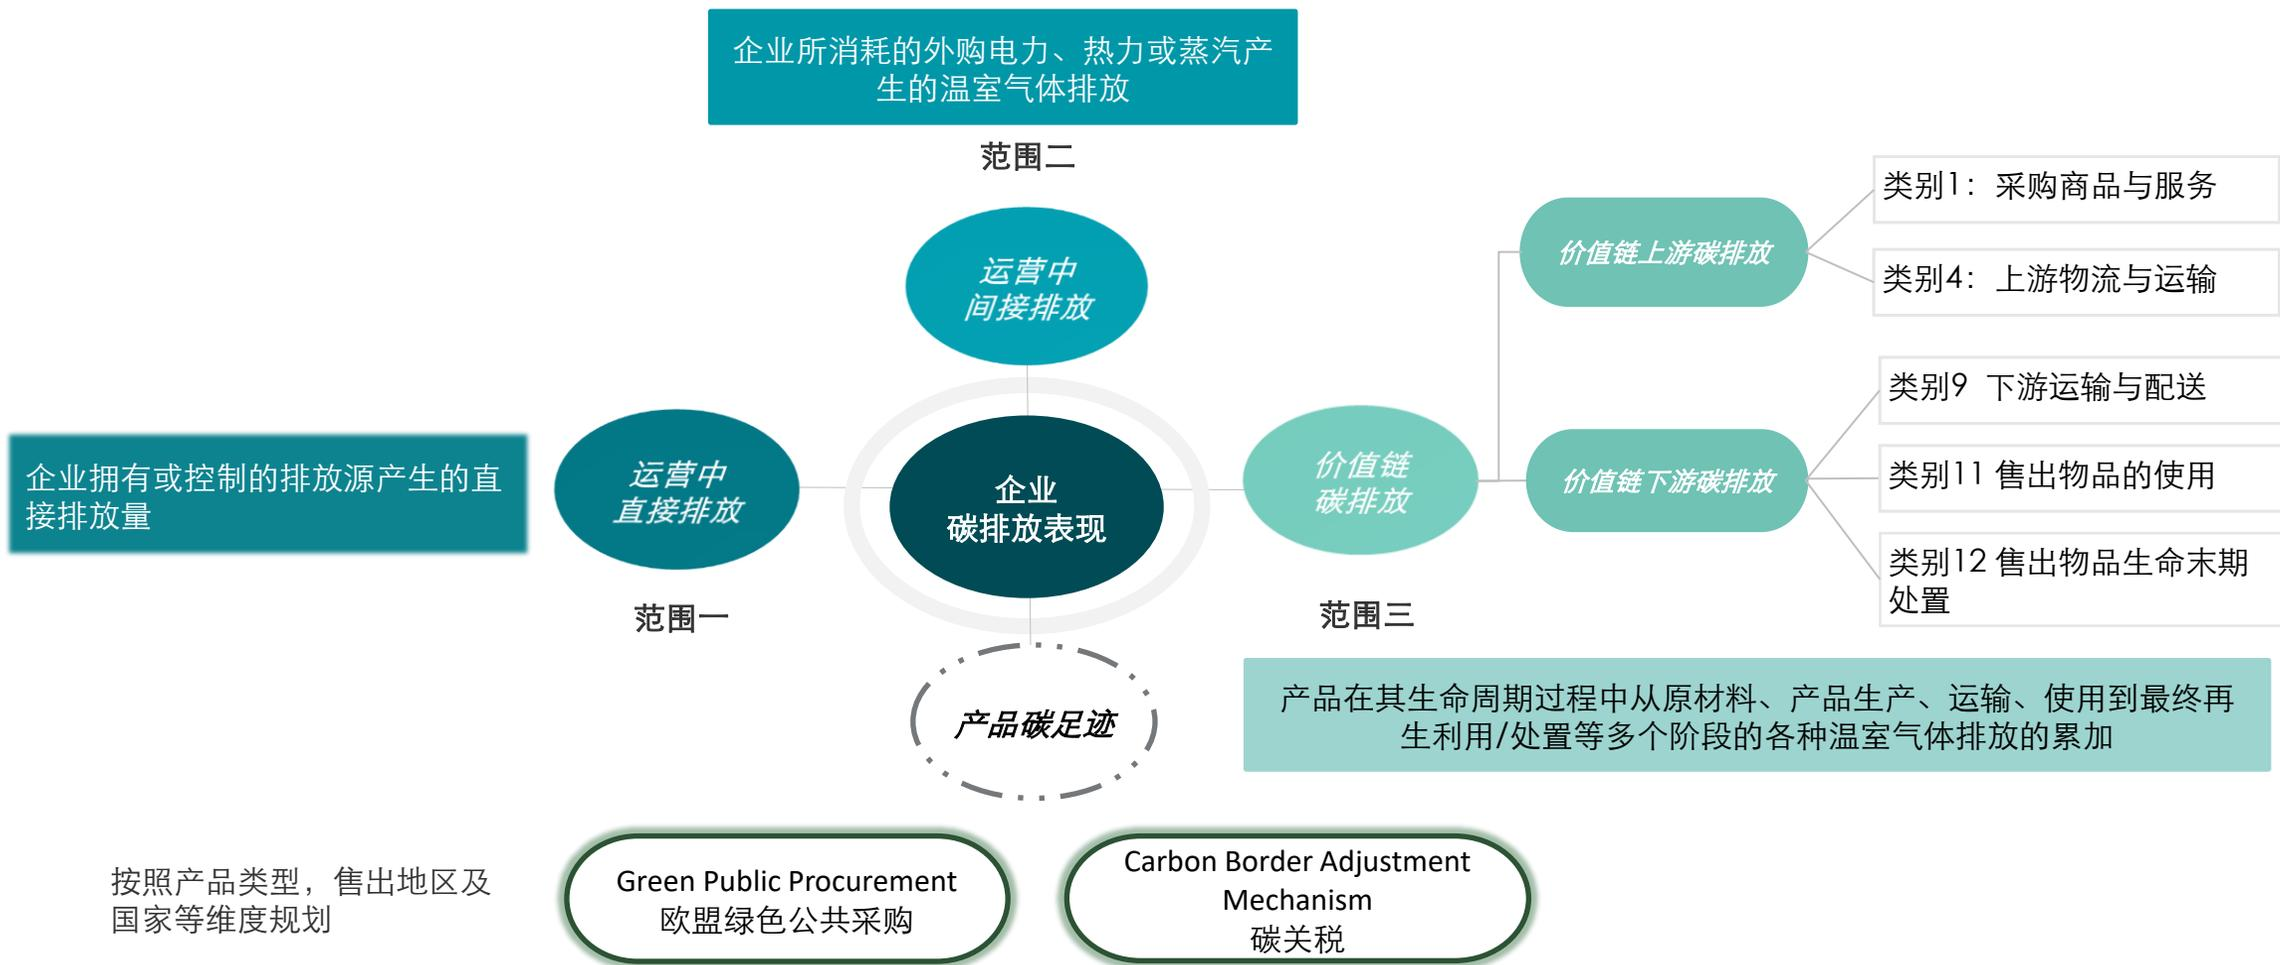 企业所消耗的外购电力、热力或蒸汽产
生的温室气体排放
范围二
运营中
间接排放
价值链上游碳排放
类别1：采购商品与服务
类别4：上游物流与运输
企业拥有或控制的排放源产生的直
接排放量
运营中
直接排放
范围一
企业
碳排放表现
价值链
碳排放
范围三
价值链下游碳排放
类别9 下游运输与配送
类别11 售出物品的使用
类别12 售出物品生命末期
处置
产品碳足迹
产品在其生命周期过程中从原材料、产品生产、运输、使用到最终再
生利用/处置等多个阶段的各种温室气体排放的累加
按照产品类型，售出地区及
国家等维度规划
Green Public Procurement
欧盟绿色公共采购
Carbon Border Adjustment
Mechanism
碳关税